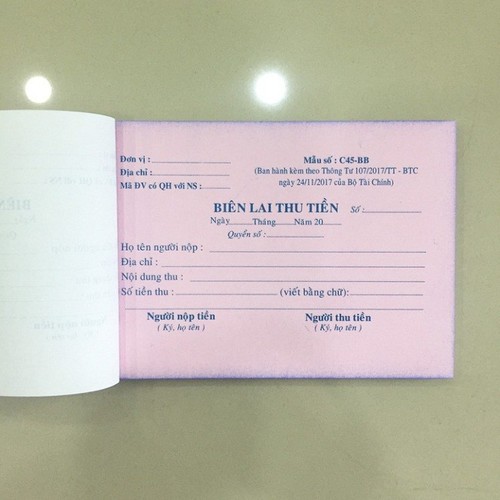 Đơn vị :
Mẫu số : C45-BB
Địa chỉ :
(Ban hành kèm theo Thông Tư 107/2017/TT - BTC
Mã ĐV có QH với NS :
ngày 24/11/2017 của Bộ Tài Chính)
BIÊN LAI THU TIỀN Số :
Ngày Tháng Năm 20
Quyển số :
Họ tên người nộp :
Địa chỉ :
Nội dung thu :
Số tiền thu : (viết bằng chữ):
Người nộp tiền Người thu tiền
( Ký, họ tên ) ( Ký, họ tên )